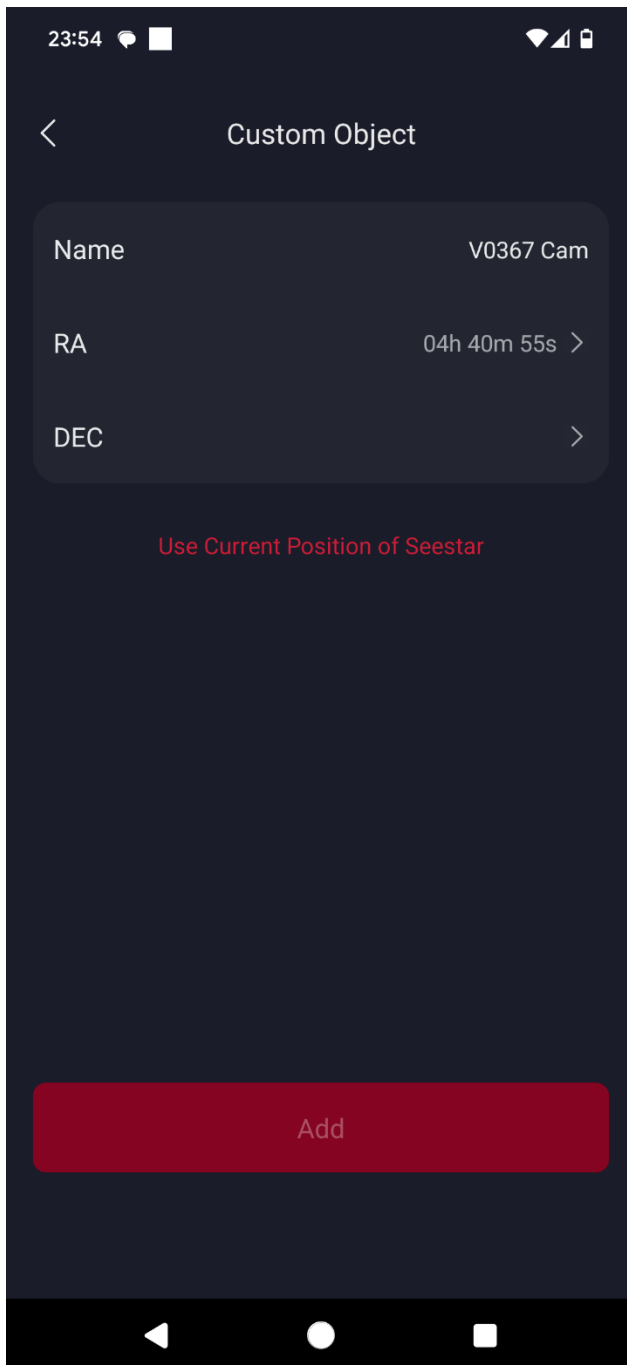 23:54
Custom Object
Name V0367 Cam
RA 04h 40m 55s
DEC
Use Current Position of Seestar
Add